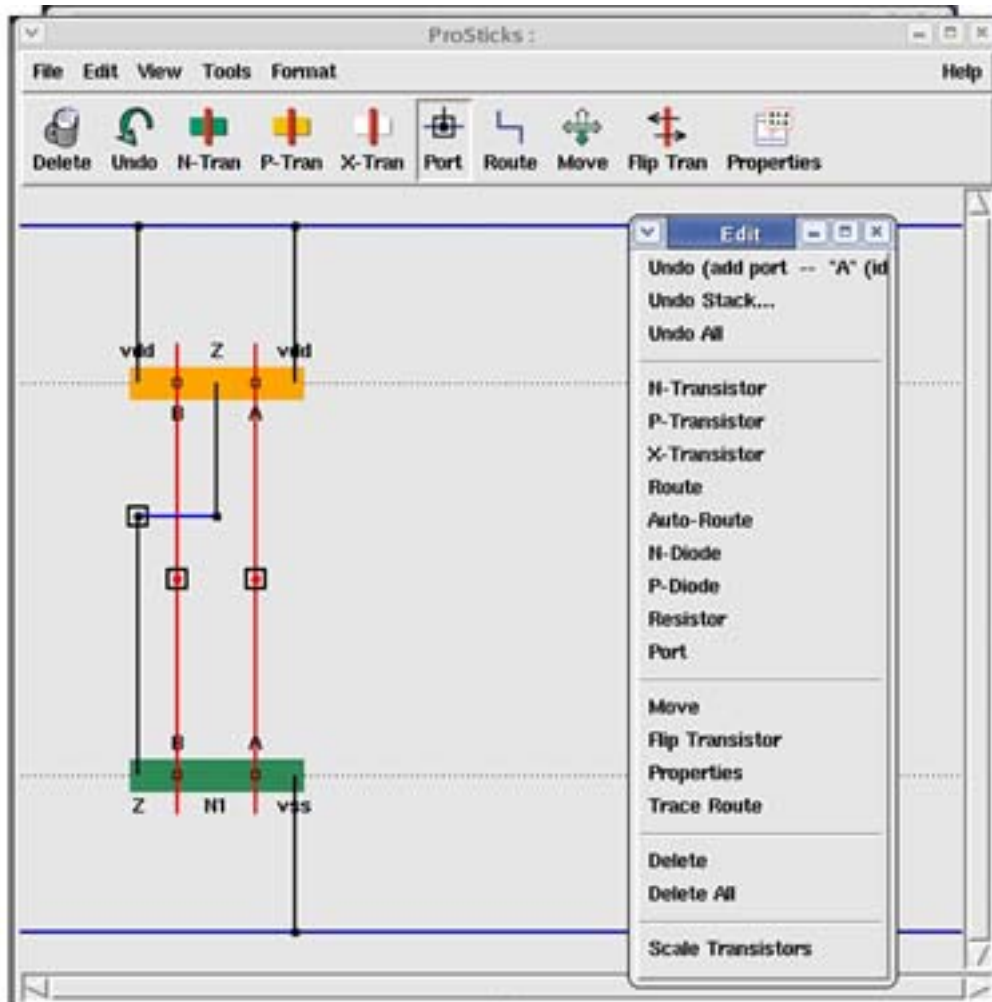 ProSticks :
File Edit View Tools Format Help
Delete Undo N-Tran P-Tran X-Tran Port Route Move Flip Tran Properties
Edit
Undo (add port -- "A" (id
Undo Stack...
Undo All
N-Transistor
P-Transistor
X-Transistor
Route
Auto-Route
N-Diode
P-Diode
Resistor
Port
Move
Flip Transistor
Properties
Trace Route
Delete
Delete All
Scale Transistors
vdd Z vdd
B A
B A
Z N1 vss